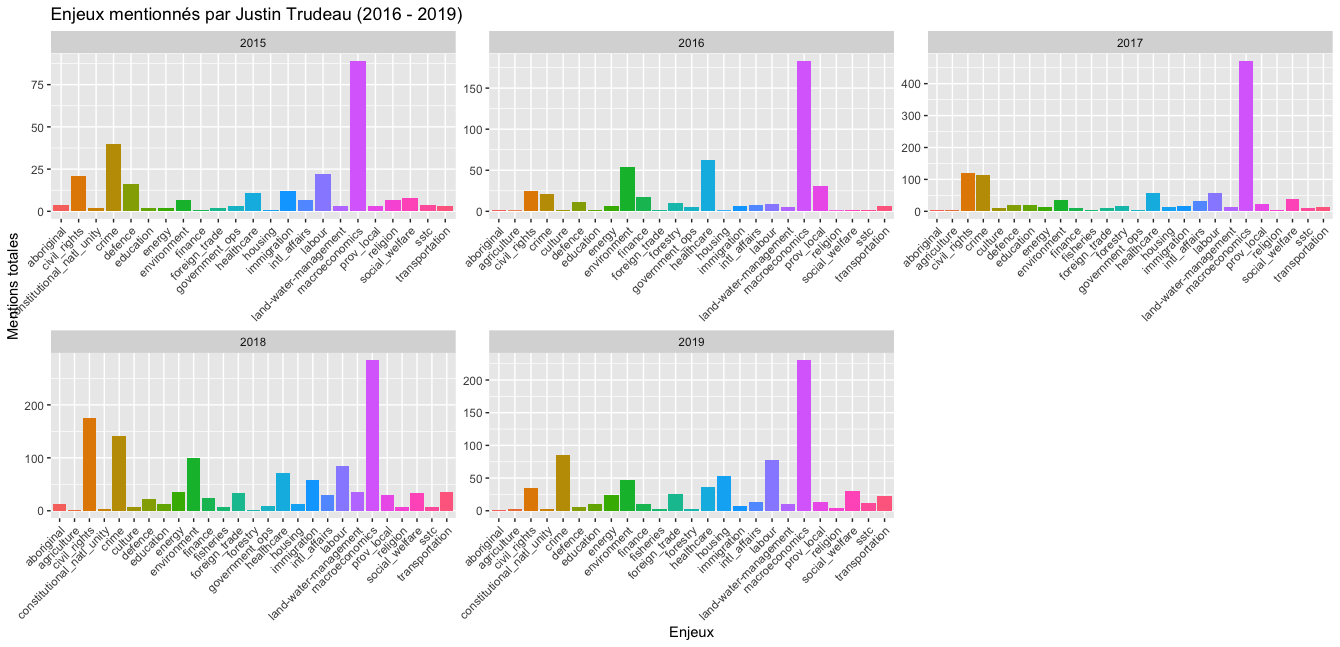 Enjeux mentionnés par Justin Trudeau (2016 - 2019)
Mentions totales
2015
75
50
25
0
aboriginal
civil_rights
constitutional_natl_unity
crime
defence
education
energy
environment
finance
foreign_trade
government_ops
healthcare
housing
immigration
intl_affairs
labour
land-water-management
macroeconomics
prov_local
religion
social_welfare
sstc
transportation
2016
150
100
50
0
aboriginal
agriculture
civil_rights
crime
culture
defence
education
energy
environment
finance
foreign_trade
forestry
government_ops
healthcare
housing
immigration
intl_affairs
labour
land-water-management
macroeconomics
prov_local
religion
social_welfare
sstc
transportation
2017
400
300
200
100
0
aboriginal
agriculture
civil_rights
crime
culture
defence
education
energy
environment
finance
fisheries
foreign_trade
forestry
government_ops
healthcare
housing
immigration
intl_affairs
labour
land-water-management
macroeconomics
prov_local
religion
social_welfare
sstc
transportation
2018
200
100
0
aboriginal
agriculture
civil_rights
constitutional_natl_unity
crime
culture
defence
education
energy
environment
finance
fisheries
foreign_trade
forestry
government_ops
healthcare
housing
immigration
intl_affairs
labour
land-water-management
macroeconomics
prov_local
religion
social_welfare
sstc
transportation
2019
200
150
100
50
0
aboriginal
agriculture
civil_rights
constitutional_natl_unity
crime
defence
education
energy
environment
finance
fisheries
foreign_trade
forestry
healthcare
housing
immigration
intl_affairs
labour
land-water-management
macroeconomics
prov_local
religion
social_welfare
sstc
transportation
Enjeux